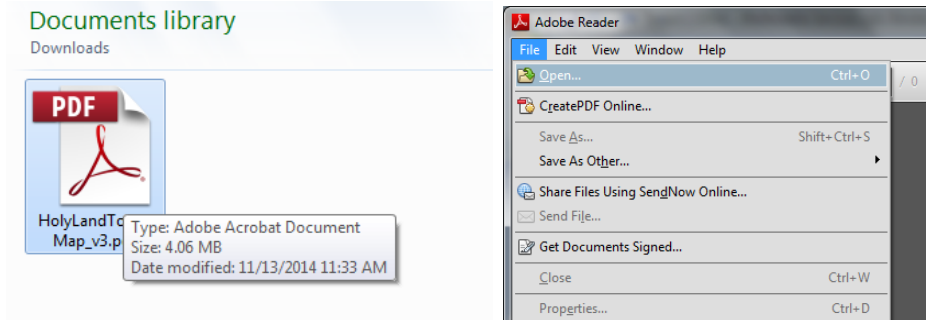 Documents library
Downloads
PDF
HolyLandTo
Map_v3.p
Type: Adobe Acrobat Document
Size: 4.06 MB
Date modified: 11/13/2014 11:33 AM
Adobe Reader
File Edit View Window Help
Open... Ctrl+O
/ 0
CreatePDF Online...
Save As... Shift+Ctrl+S
Save As Other...
Share Files Using SendNow Online...
Send File...
Get Documents Signed...
Close Ctrl+W
Properties... Ctrl+D